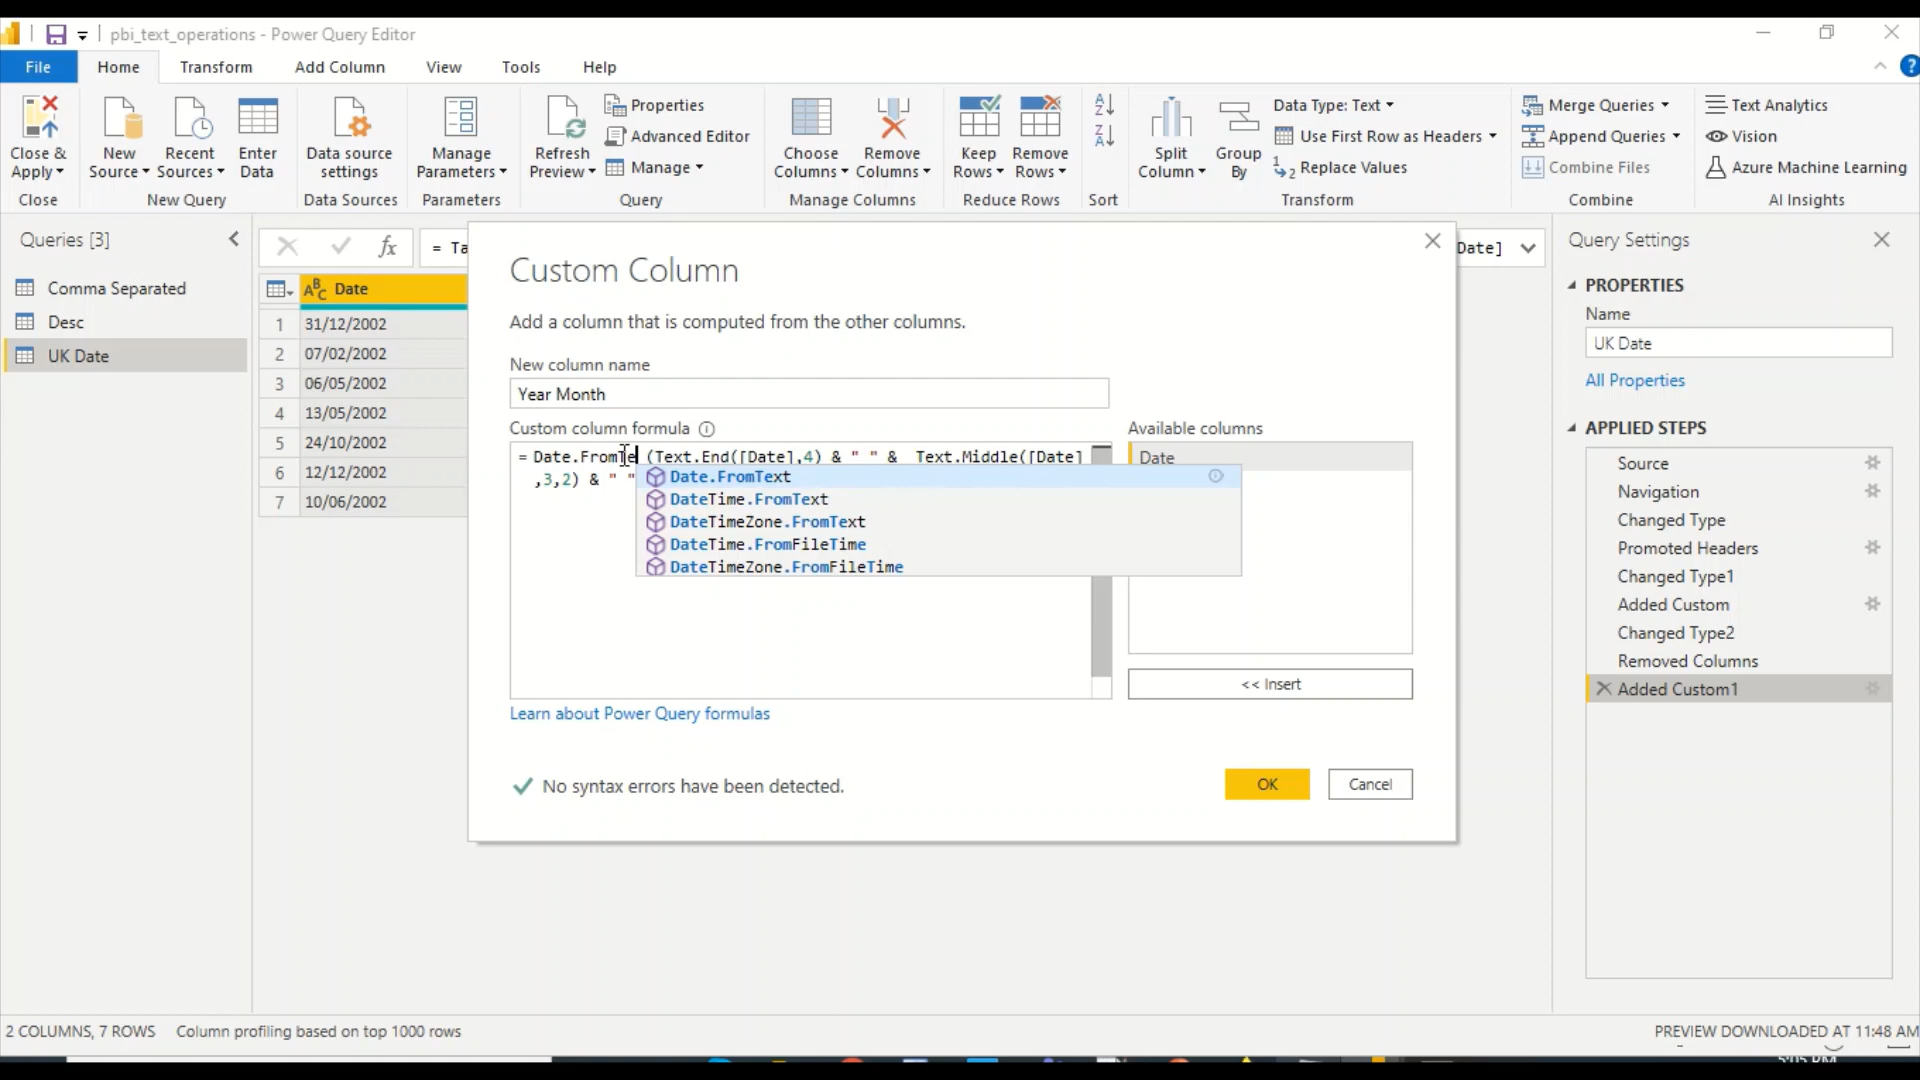 pbi_text_operations - Power Query Editor
File Home Transform Add Column View Tools Help
Close & Apply
New Source
Recent Sources
Enter Data
Data source settings
Manage Parameters
Refresh Preview
Properties
Advanced Editor
Manage
Choose Columns
Remove Columns
Keep Rows
Remove Rows
Split Column
Group By
Data Type: Text
Use First Row as Headers
Replace Values
Merge Queries
Append Queries
Combine Files
Text Analytics
Vision
Azure Machine Learning
Close New Query Data Sources Parameters Query Manage Columns Reduce Rows Sort Transform Combine AI Insights
Queries [3]
Comma Separated
Desc
UK Date
fx = Ta
Date]
Date
1 31/12/2002
2 07/02/2002
3 06/05/2002
4 13/05/2002
5 24/10/2002
6 12/12/2002
7 10/06/2002
Custom Column
Add a column that is computed from the other columns.
New column name
Year Month
Custom column formula
= Date.FromTe (Text.End([Date],4) & " " & Text.Middle([Date]
,3,2) & " "
Date.FromText
DateTime.FromText
DateTimeZone.FromText
DateTime.FromFileTime
DateTimeZone.FromFileTime
Available columns
Date
<< Insert
Learn about Power Query formulas
No syntax errors have been detected.
OK
Cancel
Query Settings
PROPERTIES
Name
UK Date
All Properties
APPLIED STEPS
Source
Navigation
Changed Type
Promoted Headers
Changed Type1
Added Custom
Changed Type2
Removed Columns
Added Custom1
2 COLUMNS, 7 ROWS Column profiling based on top 1000 rows
PREVIEW DOWNLOADED AT 11:48 AM
5:05 PM